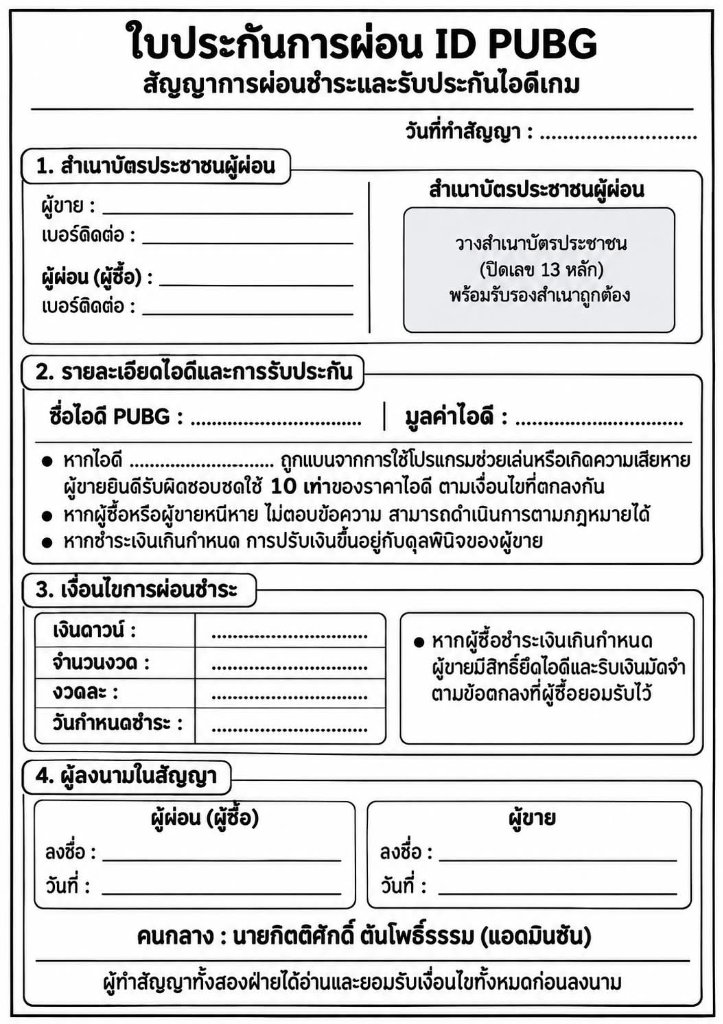 ใบประกันการผ่อน ID PUBG
สัญญาการผ่อนชำระและรับประกันไอดีเกม
วันที่ทำสัญญา : ............................
1. สำเนาบัตรประชาชนผู้ผ่อน
ผู้ขาย : ____________________
เบอร์ติดต่อ : ____________________
ผู้ผ่อน (ผู้ซื้อ) : ____________________
เบอร์ติดต่อ : ____________________
สำเนาบัตรประชาชนผู้ผ่อน
วางสำเนาบัตรประชาชน
(ปิดเลข 13 หลัก)
พร้อมรับรองสำเนาถูกต้อง
2. รายละเอียดไอดีและการรับประกัน
ชื่อไอดี PUBG : ............................... | มูลค่าไอดี : ...............................
● หากไอดี .......................... ถูกแบนจากการใช้โปรแกรมช่วยเล่นหรือเกิดความเสียหาย
ผู้ขายยินดีรับผิดชอบชดใช้ 10 เท่าของราคาไอดี ตามเงื่อนไขที่ตกลงกัน
● หากผู้ซื้อหรือผู้ขายหนีหาย ไม่ตอบข้อความ สามารถดำเนินการตามกฎหมายได้
● หากชำระเงินเกินกำหนด การปรับเงินขึ้นอยู่กับดุลพินิจของผู้ขาย
3. เงื่อนไขการผ่อนชำระ
เงินดาวน์ : .............................
จำนวนงวด : .............................
งวดละ : .............................
วันกำหนดชำระ : .............................
● หากผู้ซื้อชำระเงินเกินกำหนด
ผู้ขายมีสิทธิ์ยึดไอดีและรับเงินมัดจำ
ตามข้อตกลงที่ผู้ซื้อยอมรับไว้
4. ผู้ลงนามในสัญญา
ผู้ผ่อน (ผู้ซื้อ)
ลงชื่อ : ____________________
วันที่ : ____________________
ผู้ขาย
ลงชื่อ : ____________________
วันที่ : ____________________
คนกลาง : นายกิตติศักดิ์ ตันโพธิ์ธรรม (แอดมินซัน)
ผู้ทำสัญญาทั้งสองฝ่ายได้อ่านและยอมรับเงื่อนไขทั้งหมดก่อนลงนาม